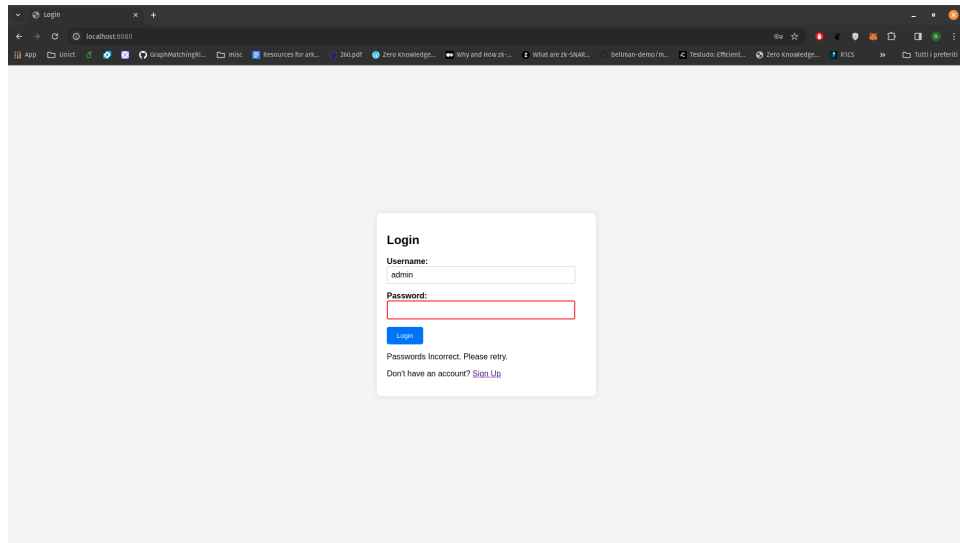 Login
localhost:8080
App Unict GraphMatchingRi... misc Resources for ark... 260.pdf Zero Knowledge... Why and How zk-... What are zk-SNAR... bellman-demo/m... Testudo: Efficient... Zero Knowledge... R1CS » Tutti i preferiti
Login
Username:
admin
Password:
Login
Passwords Incorrect. Please retry.
Don't have an account? Sign Up